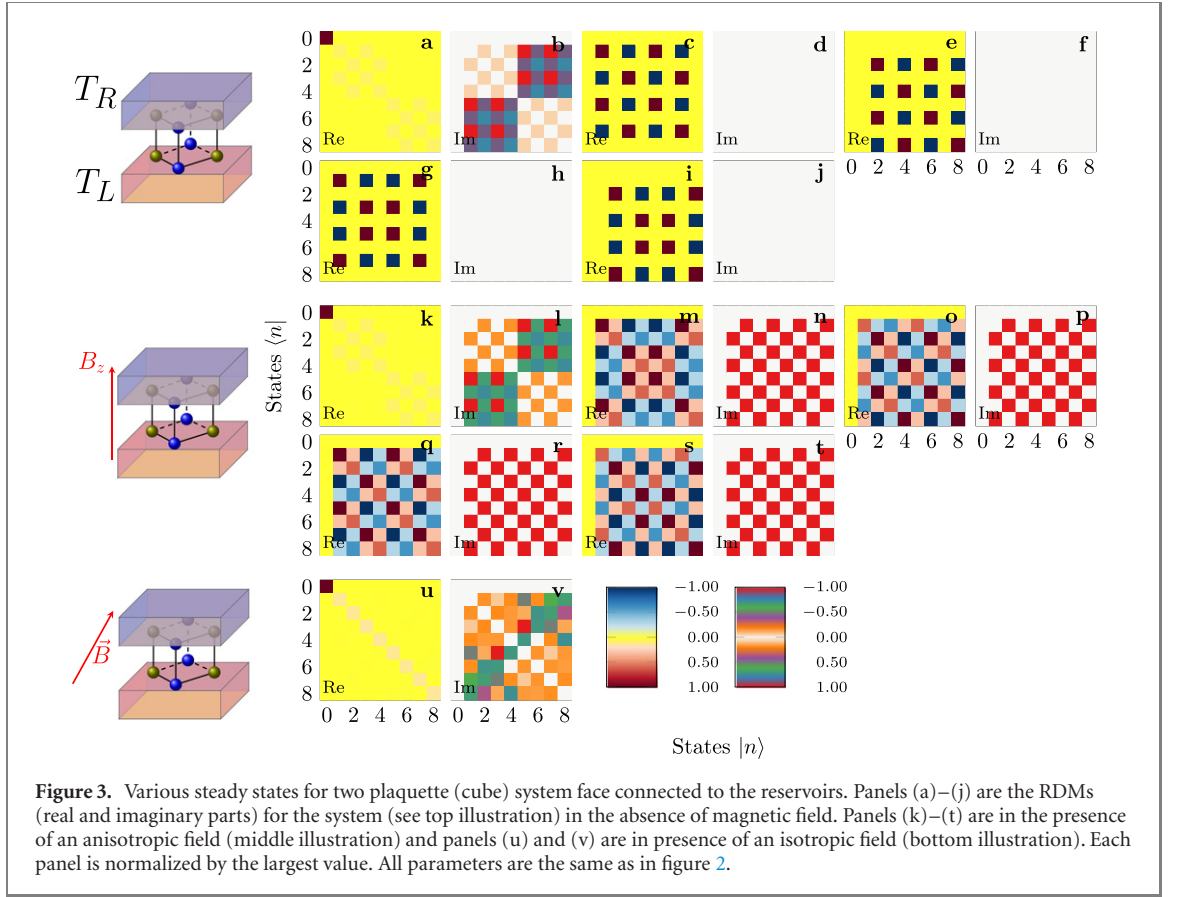 0 a b c d e f
2
4
T_R
6
8 Re Im Re Im Re Im
0 2 4 6 8 0 2 4 6 8
T_L
0 g h i j
2
4
6
8 Re Im Re Im
0 k l m n o p
2
4
6
8 Re Im Re Im Re Im
0 2 4 6 8 0 2 4 6 8
B_z
States ⟨n|
0 q r s t
2
4
6
8 Re Im Re Im
0 u v
2
4
6
8 Re Im
0 2 4 6 8 0 2 4 6 8
\vec{B}
−1.00 −1.00
−0.50 −0.50
0.00 0.00
0.50 0.50
1.00 1.00
States |n⟩
Figure 3. Various steady states for two plaquette (cube) system face connected to the reservoirs. Panels (a)–(j) are the RDMs
(real and imaginary parts) for the system (see top illustration) in the absence of magnetic field. Panels (k)–(t) are in the presence
of an anisotropic field (middle illustration) and panels (u) and (v) are in presence of an isotropic field (bottom illustration). Each
panel is normalized by the largest value. All parameters are the same as in figure 2.